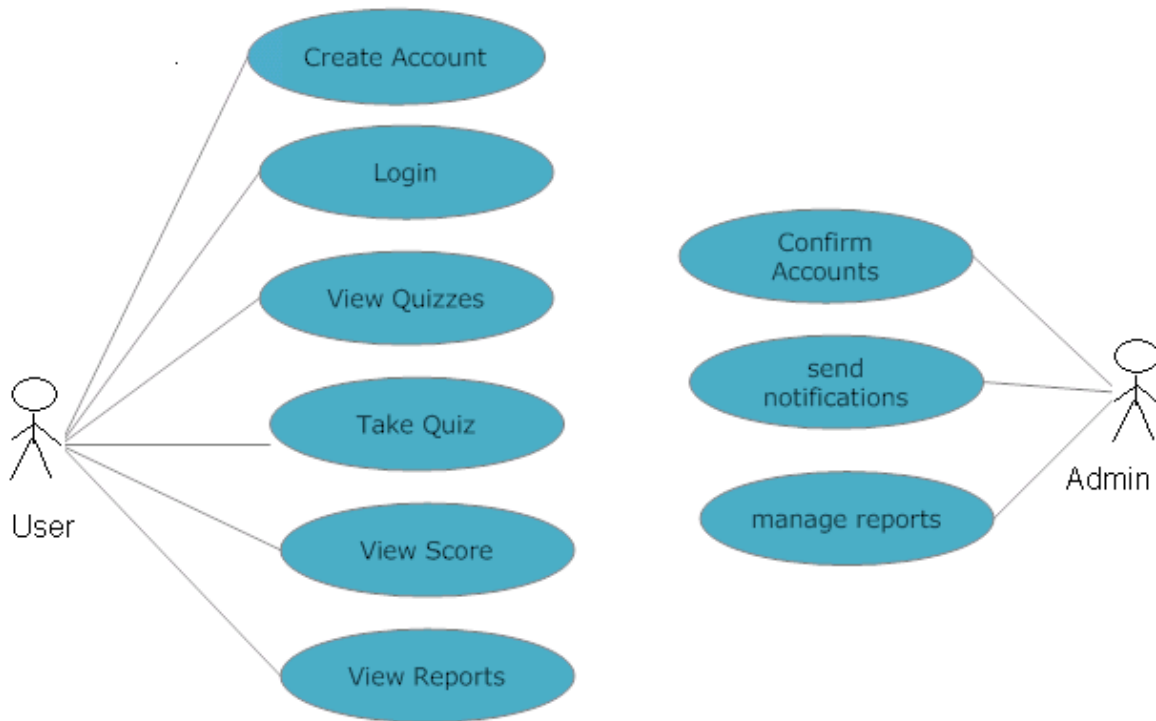 Create Account
Login
View Quizzes
Take Quiz
View Score
View Reports
User
Confirm
Accounts
send
notifications
manage reports
Admin